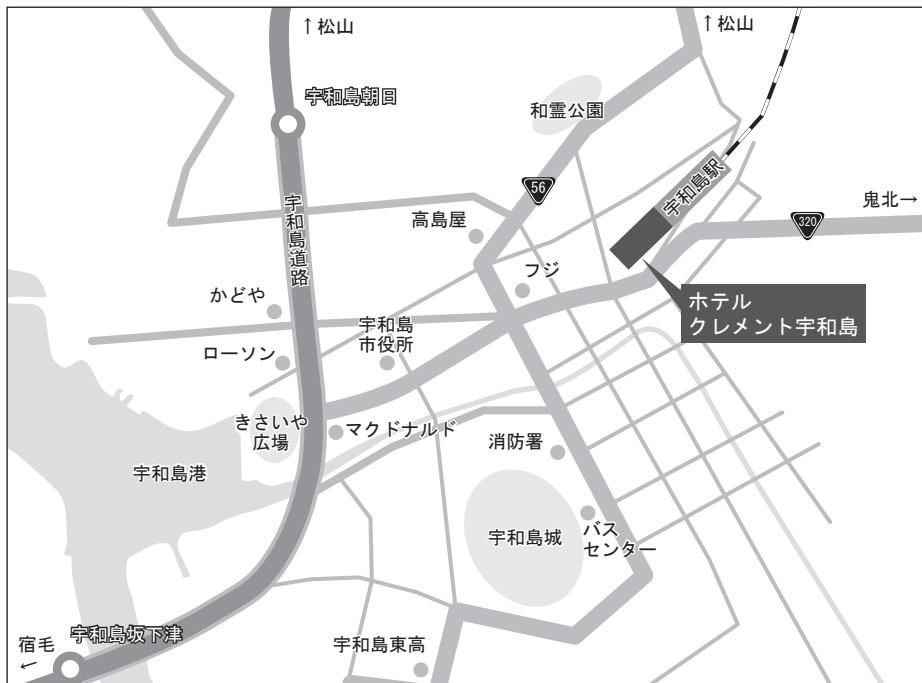 ↑松山
↑松山
宇和島朝日
和霊公園
56
宇和島駅
鬼北→
320
宇和島道路
高島屋
フジ
ホテル
クレメント宇和島
かどや
宇和島
市役所
ローソン
きさいや
広場
マクドナルド
消防署
宇和島港
宇和島城
バス
センター
宿毛
←
宇和島坂下津
宇和島東高